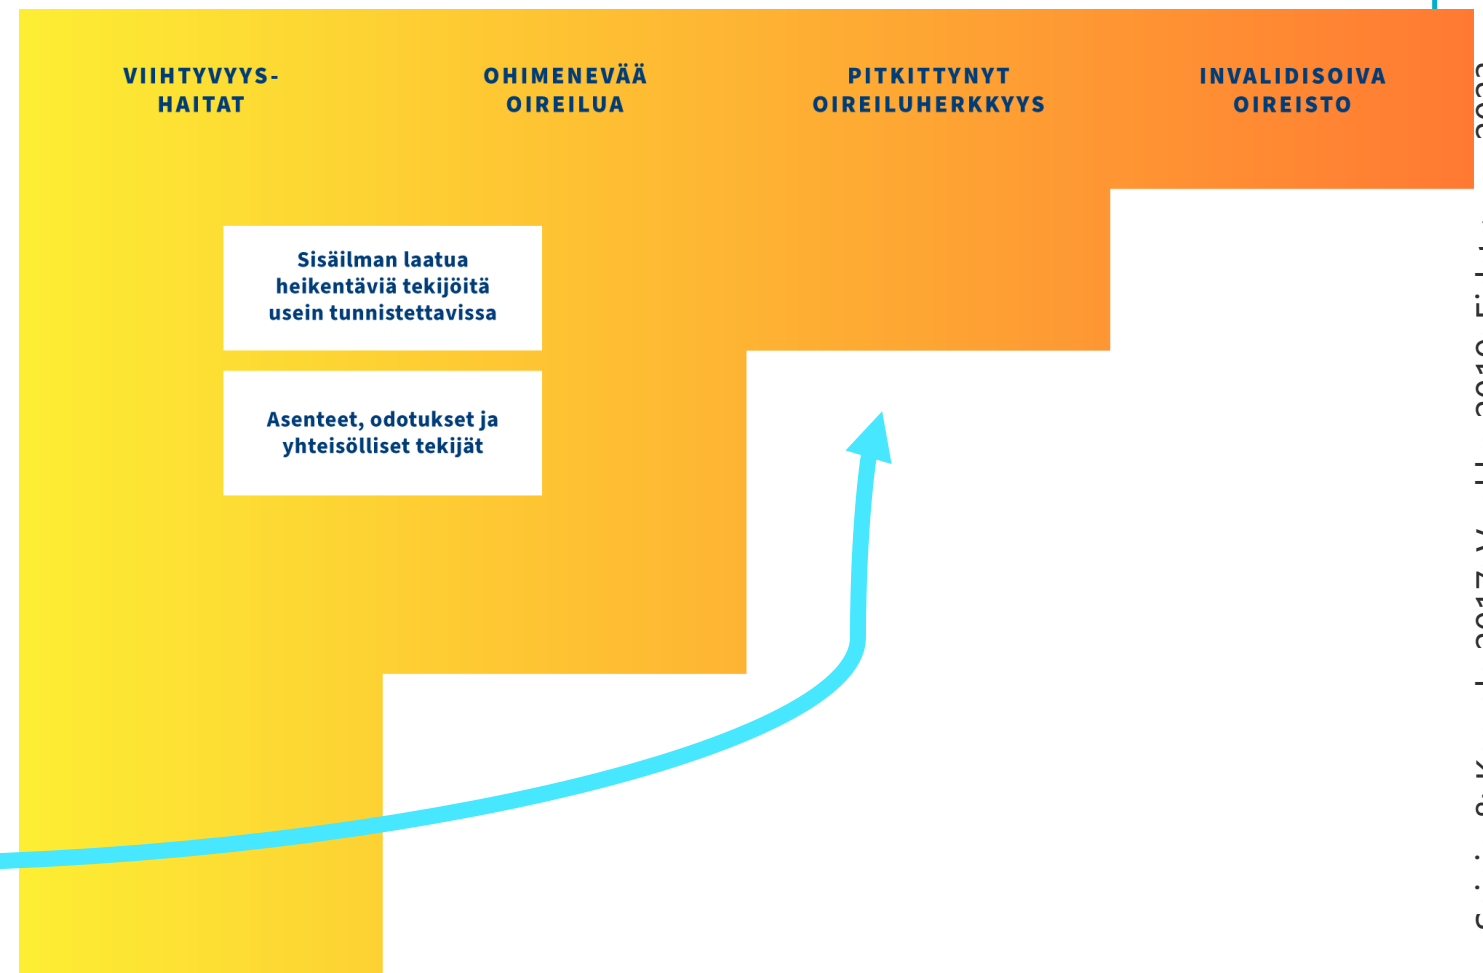 VIIHTYVYYS-
HAITAT
OHIMENEVÄÄ
OIREILUA
PITKITTYNYT
OIREILUHERKKYYS
INVALIDISOIVA
OIREISTO
Sisäilman laatua
heikentäviä tekijöitä
usein tunnistettavissa
Asenteet, odotukset ja
yhteisölliset tekijät